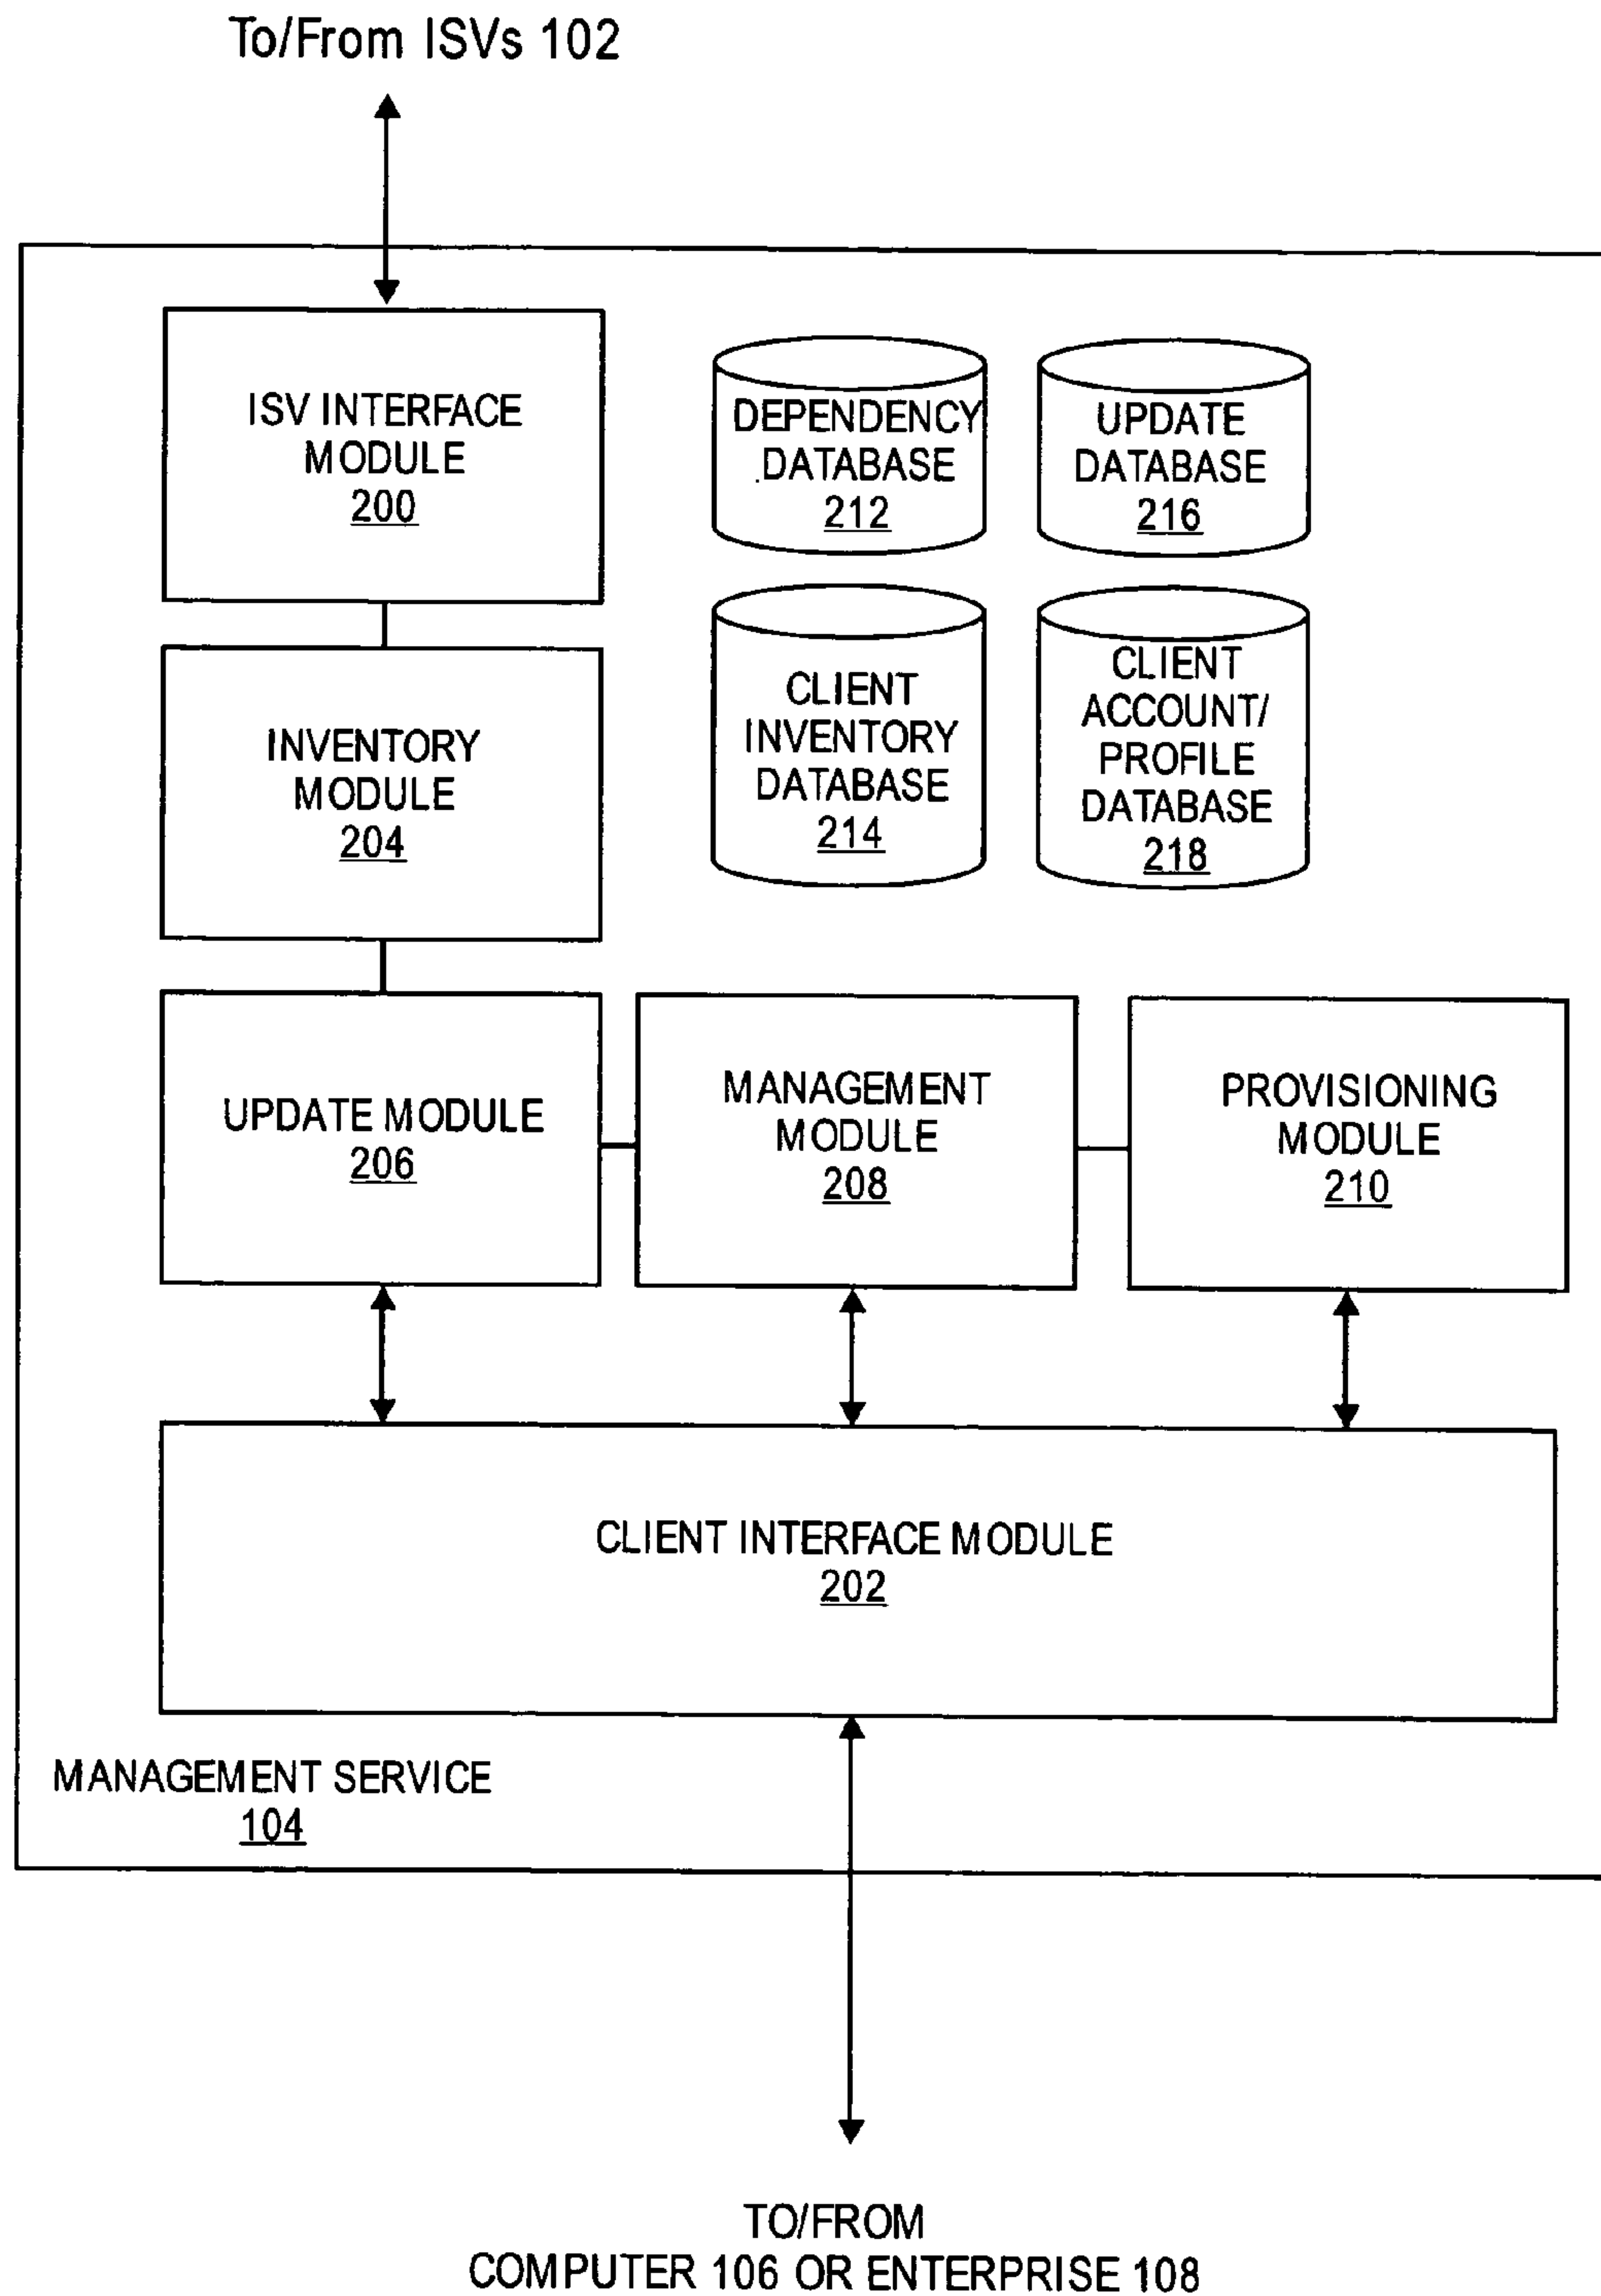 To/From ISVs 102
ISV INTERFACE
MODULE
200
DEPENDENCY
DATABASE
212
UPDATE
DATABASE
216
INVENTORY
MODULE
204
CLIENT
INVENTORY
DATABASE
214
CLIENT
ACCOUNT/
PROFILE
DATABASE
218
UPDATE MODULE
206
MANAGEMENT
MODULE
208
PROVISIONING
MODULE
210
CLIENT INTERFACE MODULE
202
MANAGEMENT SERVICE
104
TO/FROM
COMPUTER 106 OR ENTERPRISE 108